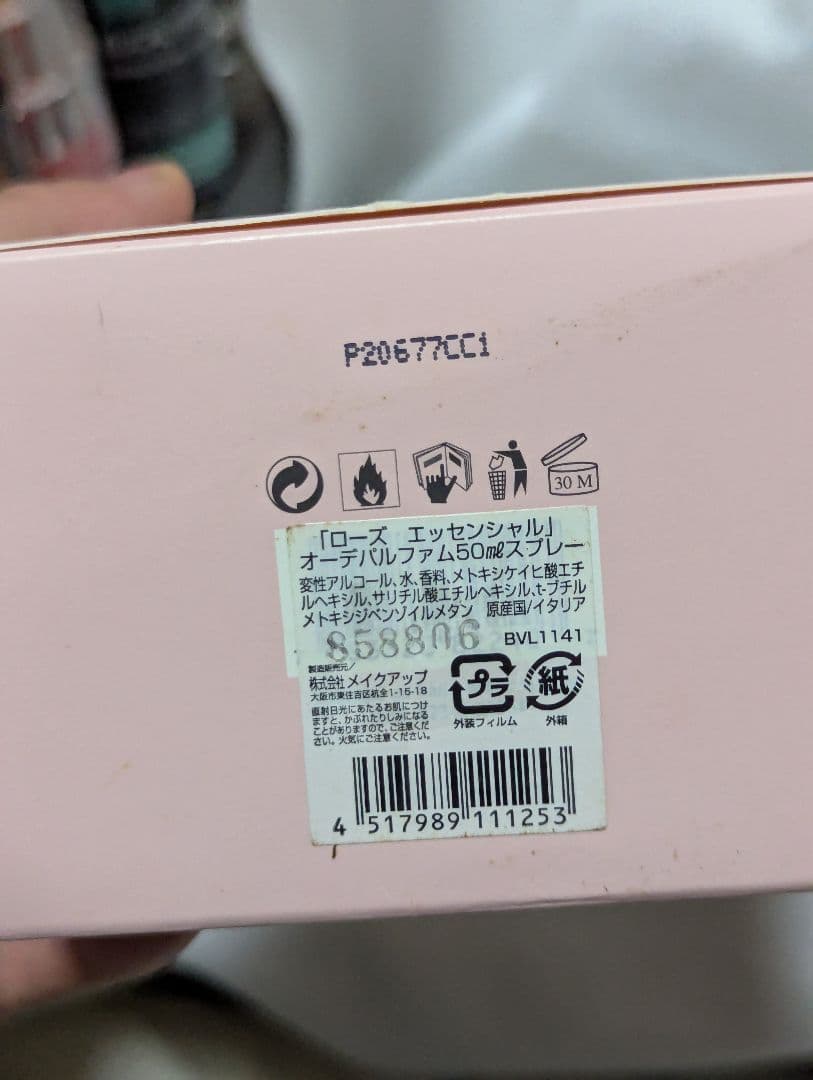 P20677CC1
30 M
「ローズ　エッセンシャル」
オーデパルファム50㎖スプレー
変性アルコール、水、香料、メトキシケイヒ酸エチ
ルヘキシル、サリチル酸エチルヘキシル、t-ブチル
メトキシジベンゾイルメタン　原産国/イタリア
858806
BVL1141
製造販売元/
株式会社 メイクアップ
大阪市東住吉区杭全1-15-18
直射日光にあたるお肌につけ
ますと、かぶれたりしみになる
ことがありますので、ご注意くだ
さい。火気にご注意ください。
プラ
外装フィルム
紙
外箱
4 517989 111253